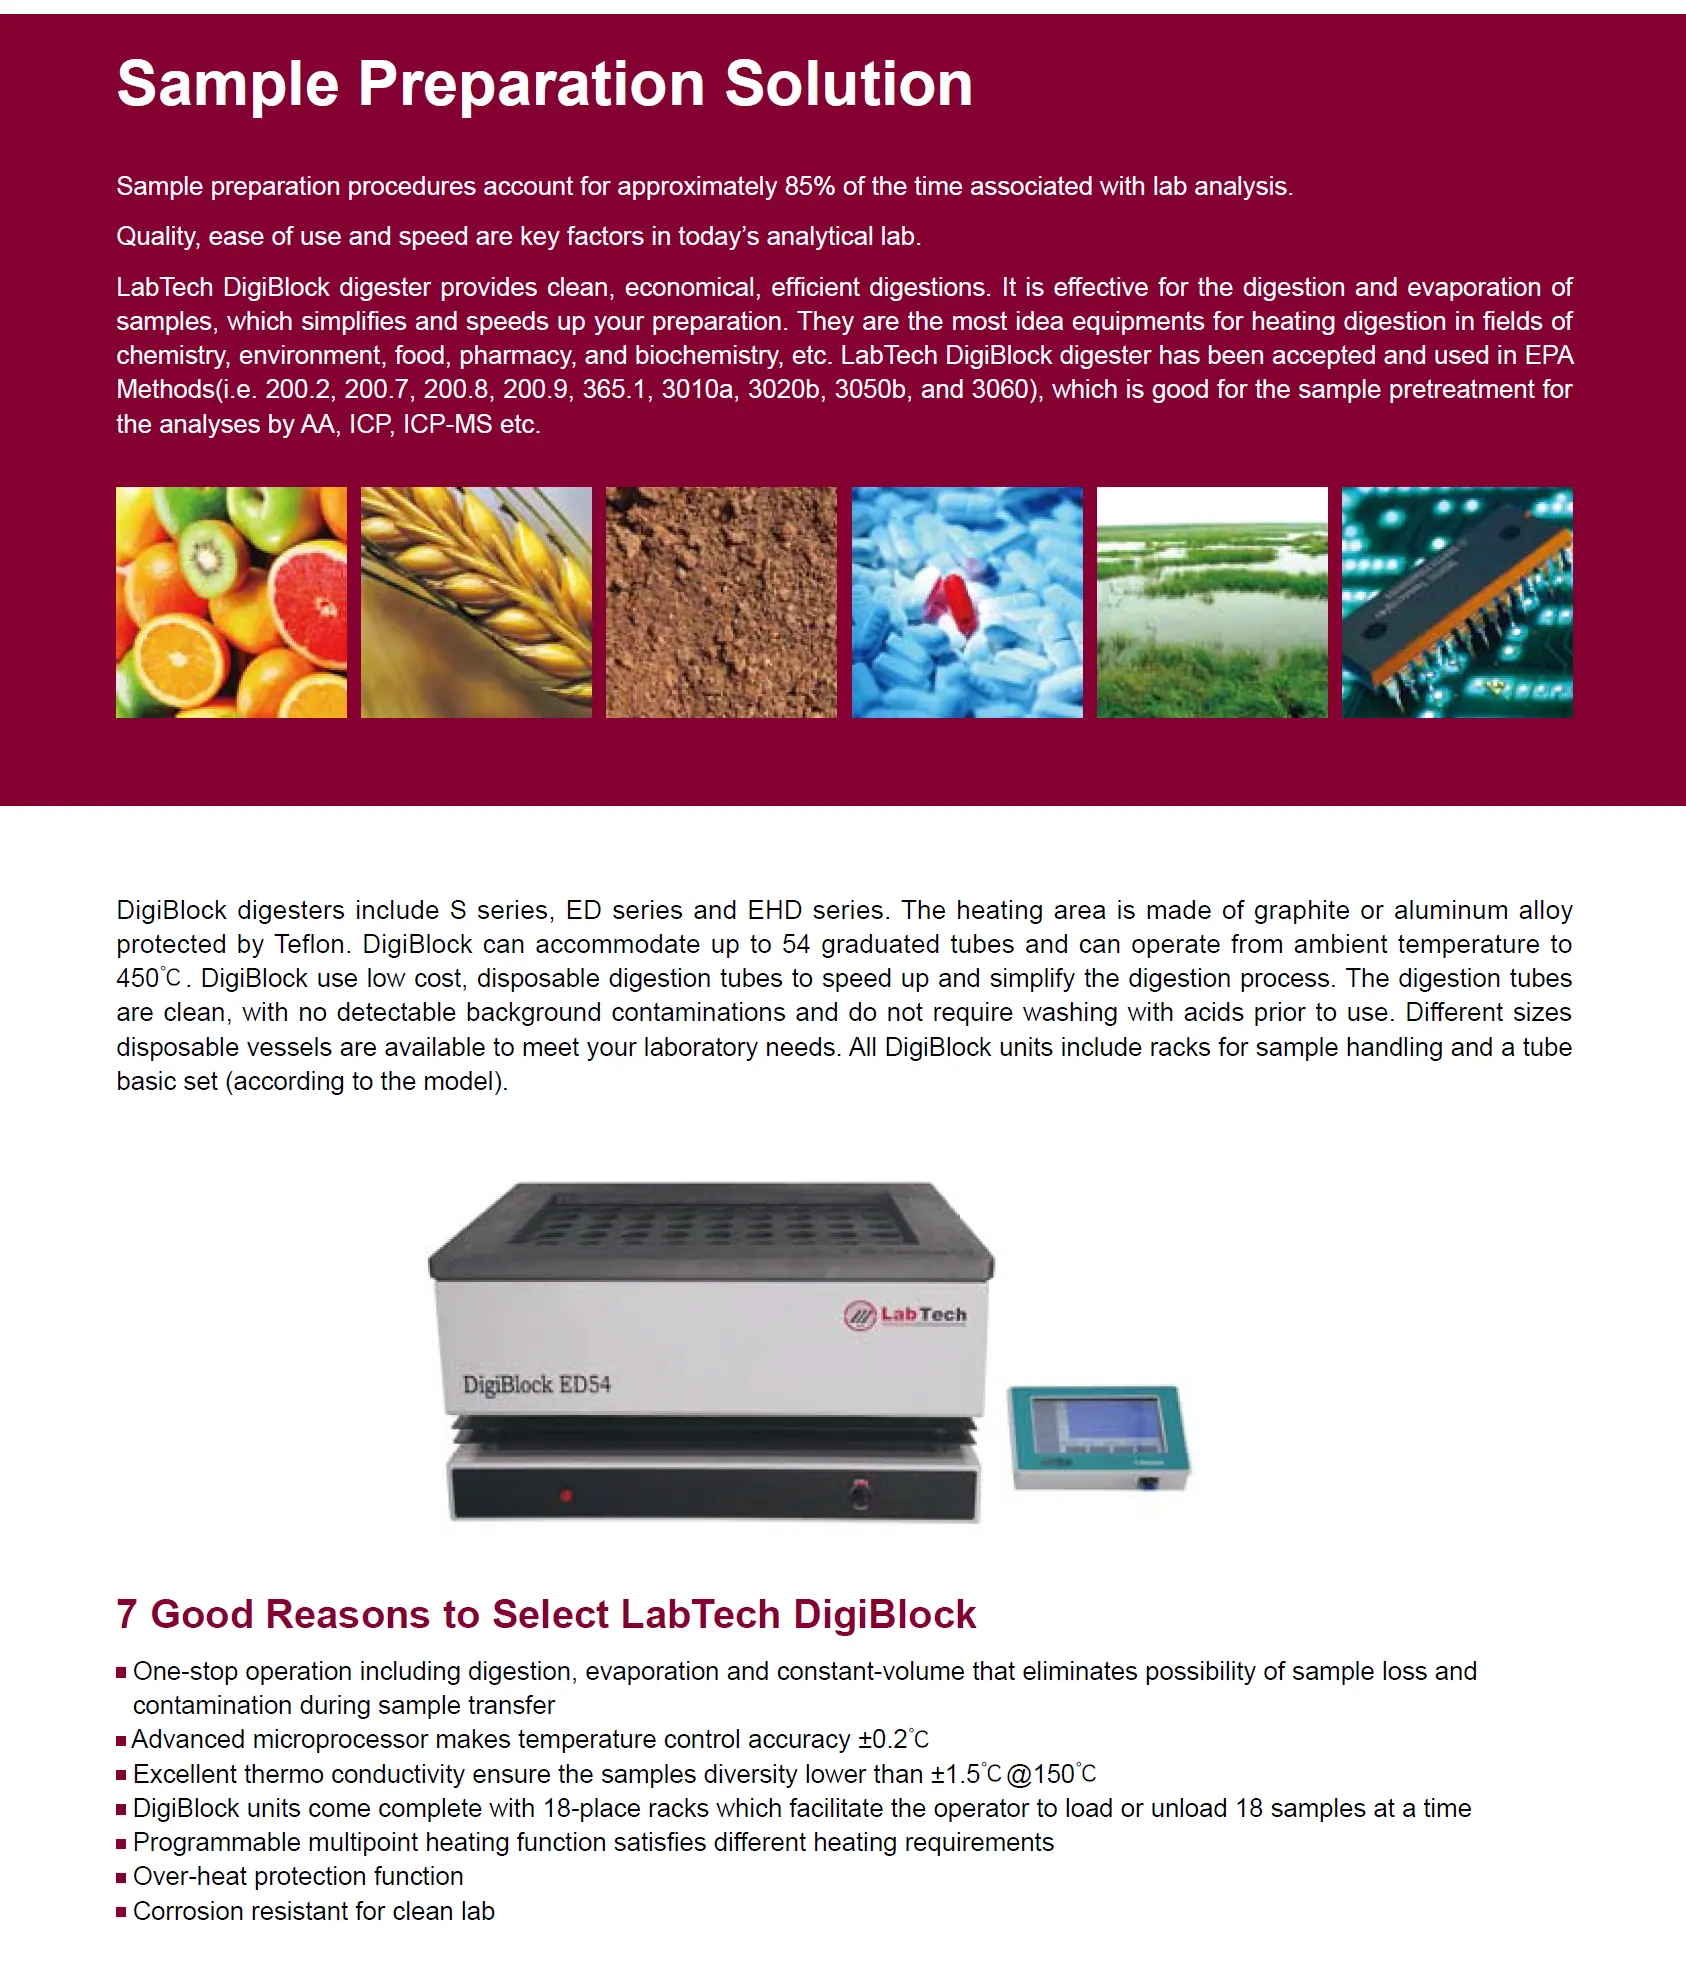 Sample Preparation Solution
Sample preparation procedures account for approximately 85% of the time associated with lab analysis.
Quality, ease of use and speed are key factors in today’s analytical lab.
LabTech DigiBlock digester provides clean, economical, efficient digestions. It is effective for the digestion and evaporation of
samples, which simplifies and speeds up your preparation. They are the most idea equipments for heating digestion in fields of
chemistry, environment, food, pharmacy, and biochemistry, etc. LabTech DigiBlock digester has been accepted and used in EPA
Methods(i.e. 200.2, 200.7, 200.8, 200.9, 365.1, 3010a, 3020b, 3050b, and 3060), which is good for the sample pretreatment for
the analyses by AA, ICP, ICP-MS etc.
DigiBlock digesters include S series, ED series and EHD series. The heating area is made of graphite or aluminum alloy
protected by Teflon. DigiBlock can accommodate up to 54 graduated tubes and can operate from ambient temperature to
450℃. DigiBlock use low cost, disposable digestion tubes to speed up and simplify the digestion process. The digestion tubes
are clean, with no detectable background contaminations and do not require washing with acids prior to use. Different sizes
disposable vessels are available to meet your laboratory needs. All DigiBlock units include racks for sample handling and a tube
basic set (according to the model).
LabTech
DigiBlock ED54
7 Good Reasons to Select LabTech DigiBlock
One-stop operation including digestion, evaporation and constant-volume that eliminates possibility of sample loss and
contamination during sample transfer
Advanced microprocessor makes temperature control accuracy ±0.2℃
Excellent thermo conductivity ensure the samples diversity lower than ±1.5℃@150℃
DigiBlock units come complete with 18-place racks which facilitate the operator to load or unload 18 samples at a time
Programmable multipoint heating function satisfies different heating requirements
Over-heat protection function
Corrosion resistant for clean lab